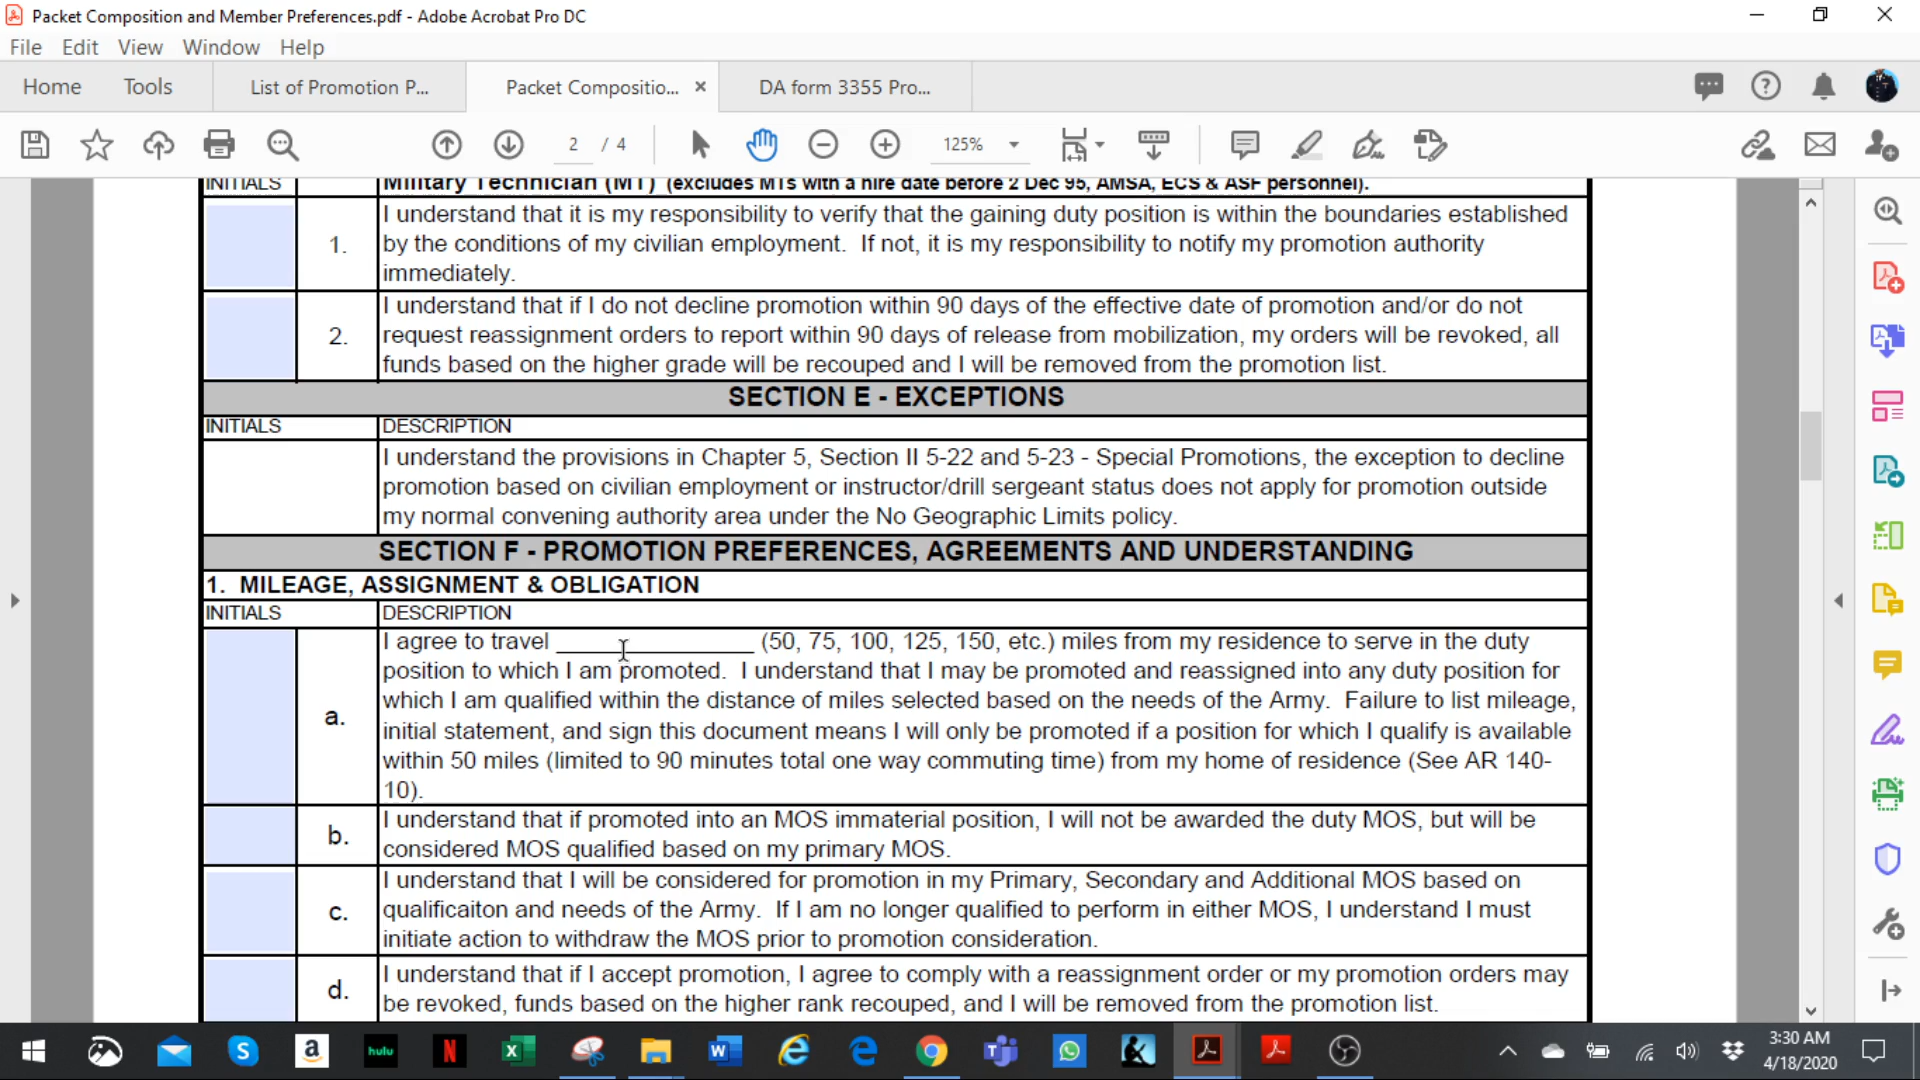 Packet Composition and Member Preferences.pdf - Adobe Acrobat Pro DC
File Edit View Window Help
Home Tools List of Promotion P... Packet Compositio... × DA form 3355 Pro...
2 / 4 125%
INITIALS Military Technician (MT) (excludes MTs with a hire date before 2 Dec 95, AMSA, ECS & ASF personnel).
1. I understand that it is my responsibility to verify that the gaining duty position is within the boundaries established
by the conditions of my civilian employment. If not, it is my responsibility to notify my promotion authority
immediately.
2. I understand that if I do not decline promotion within 90 days of the effective date of promotion and/or do not
request reassignment orders to report within 90 days of release from mobilization, my orders will be revoked, all
funds based on the higher grade will be recouped and I will be removed from the promotion list.
SECTION E - EXCEPTIONS
INITIALS DESCRIPTION
I understand the provisions in Chapter 5, Section II 5-22 and 5-23 - Special Promotions, the exception to decline
promotion based on civilian employment or instructor/drill sergeant status does not apply for promotion outside
my normal convening authority area under the No Geographic Limits policy.
SECTION F - PROMOTION PREFERENCES, AGREEMENTS AND UNDERSTANDING
1. MILEAGE, ASSIGNMENT & OBLIGATION
INITIALS DESCRIPTION
a. I agree to travel _______________ (50, 75, 100, 125, 150, etc.) miles from my residence to serve in the duty
position to which I am promoted. I understand that I may be promoted and reassigned into any duty position for
which I am qualified within the distance of miles selected based on the needs of the Army. Failure to list mileage,
initial statement, and sign this document means I will only be promoted if a position for which I qualify is available
within 50 miles (limited to 90 minutes total one way commuting time) from my home of residence (See AR 140-
10).
b. I understand that if promoted into an MOS immaterial position, I will not be awarded the duty MOS, but will be
considered MOS qualified based on my primary MOS.
c. I understand that I will be considered for promotion in my Primary, Secondary and Additional MOS based on
qualificaiton and needs of the Army. If I am no longer qualified to perform in either MOS, I understand I must
initiate action to withdraw the MOS prior to promotion consideration.
d. I understand that if I accept promotion, I agree to comply with a reassignment order or my promotion orders may
be revoked, funds based on the higher rank recouped, and I will be removed from the promotion list.
hulu
3:30 AM
4/18/2020